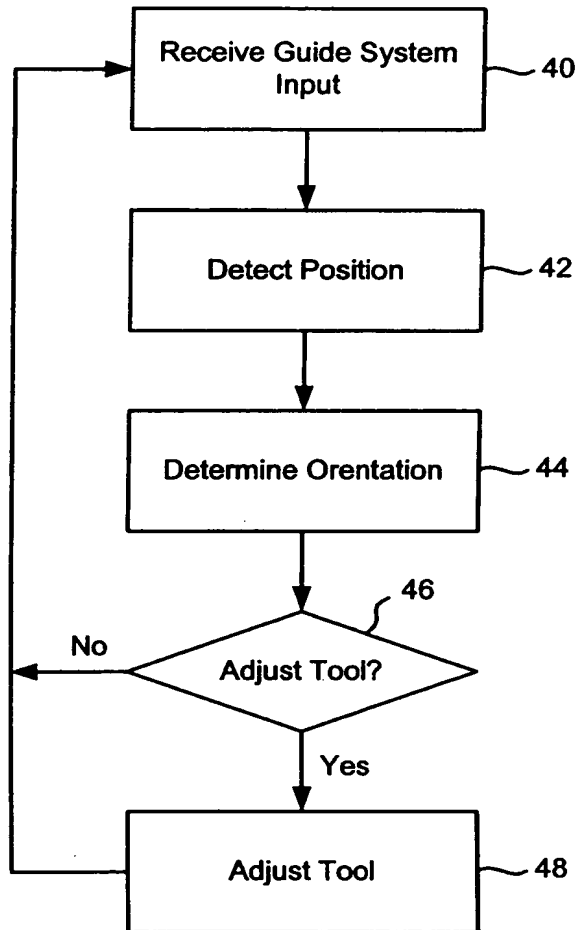 Receive Guide System
Input
40
Detect Position
42
Determine Orentation
44
46
No
Adjust Tool?
Yes
Adjust Tool
48